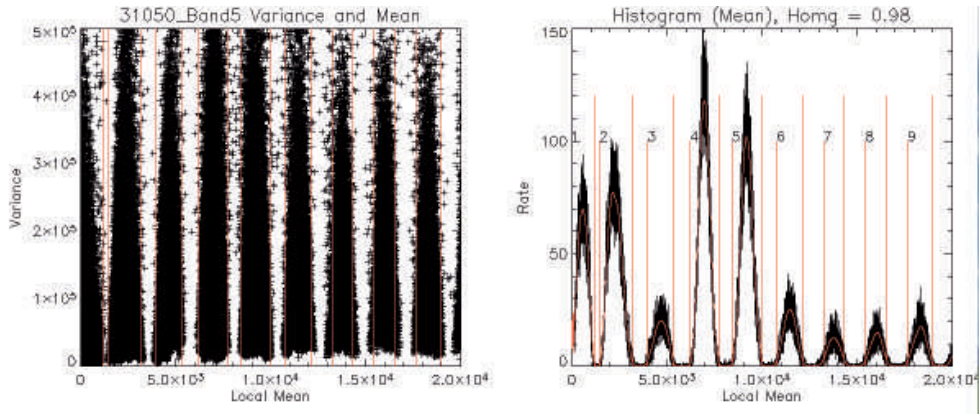 31050_Band5 Variance and Mean
5×10⁵
4×10⁵
3×10⁵
2×10⁵
1×10⁵
0
Variance
0 5.0×10³ 1.0×10⁴ 1.5×10⁴ 2.0×10⁴
Local Mean
Histogram (Mean), Homg = 0.98
150
100
50
0
Rate
1 2 3 4 5 6 7 8 9
0 5.0×10³ 1.0×10⁴ 1.5×10⁴ 2.0×10⁴
Local Mean